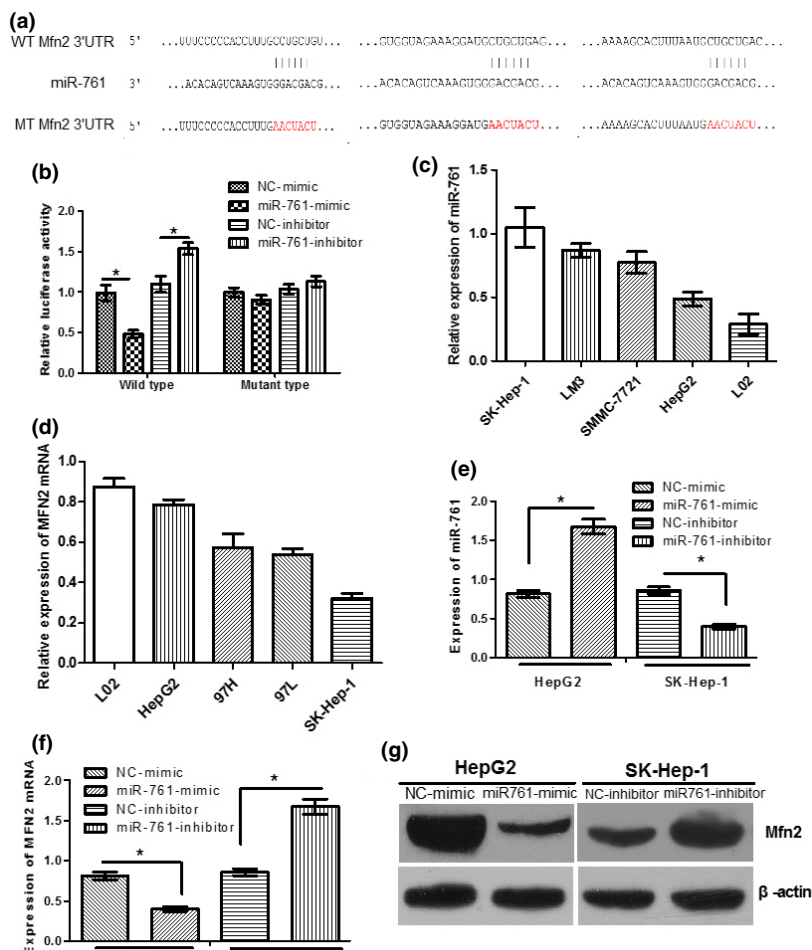 (a)
WT Mfn2 3'UTR 5' ...UUUCCCCCACCUUUGCCUGCUGU... ...GUGGUAGAAAGGAUGCUGCUGAG... ...AAAAGCACUUUAAUGCUGCUGAC...
miR-761 3' ...ACACAGUCAAAGUGGGACGACG... ...ACACAGUCAAAGUGGGACGACG... ...ACACAGUCAAAGUGGGACGACG...
MT Mfn2 3'UTR 5' ...UUUCCCCCACCUUUGAACUACU... ...GUGGUAGAAAGGAUGAACUACU... ...AAAAGCACUUUAAUGAACUACU...
(b)
NC-mimic
miR-761-mimic
NC-inhibitor
miR-761-inhibitor
Relative luciferase activity
2.0
1.5
1.0
0.5
0.0
* *
Wild type Mutant type
(c)
Relative expression of miR-761
1.5
1.0
0.5
0.0
SK-Hep-1 LM3 SMMC-7721 HepG2 L02
(d)
Relative expression of MFN2 mRNA
1.0
0.8
0.6
0.4
0.2
0.0
L02 HepG2 97H 97L SK-Hep-1
(e)
NC-mimic
miR-761-mimic
NC-inhibitor
miR-761-inhibitor
Expression of miR-761
2.0
1.5
1.0
0.5
0.0
* *
HepG2 SK-Hep-1
(f)
NC-mimic
miR-761-mimic
NC-inhibitor
miR-761-inhibitor
Expression of MFN2 mRNA
2.0
1.5
1.0
0.5
0.0
* *
(g)
HepG2 SK-Hep-1
NC-mimic miR761-mimic NC-inhibitor miR761-inhibitor
Mfn2
β -actin